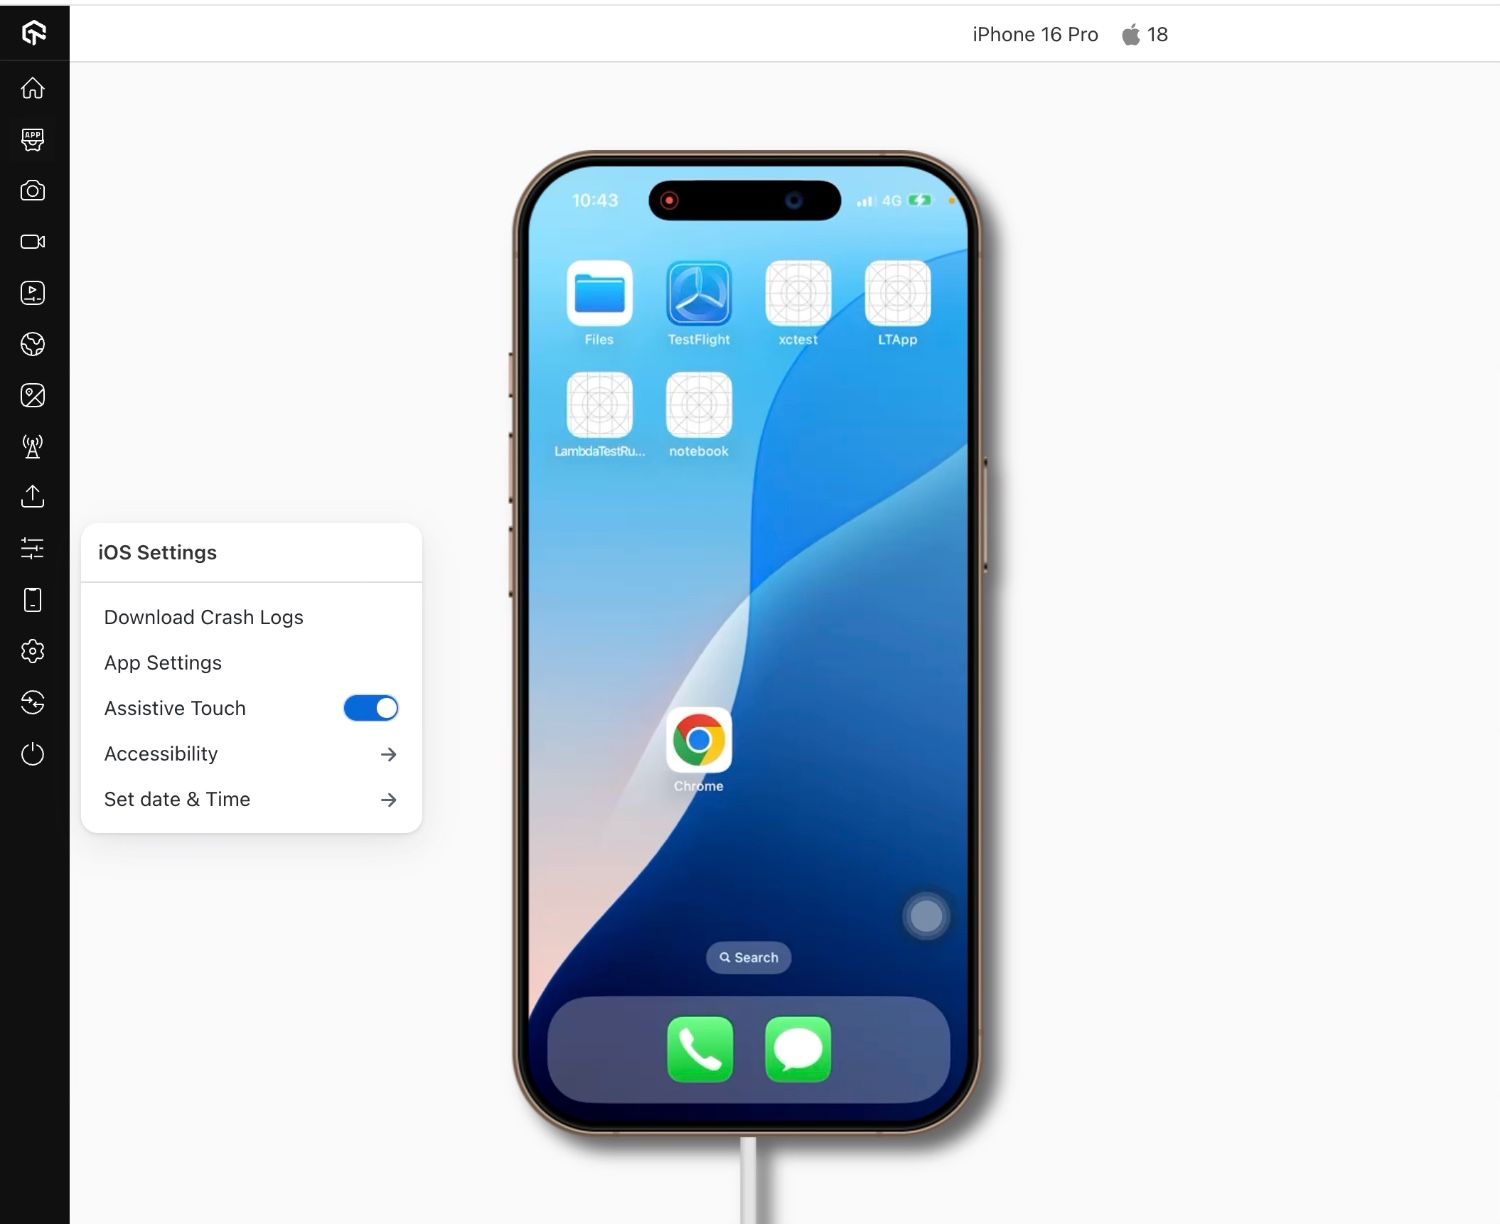 iPhone 16 Pro 18
APP
10:43 4G
Files TestFlight xctest LTApp
LambdaTestRu... notebook
iOS Settings
Download Crash Logs
App Settings
Assistive Touch
Accessibility
Set date & Time
Chrome
Search